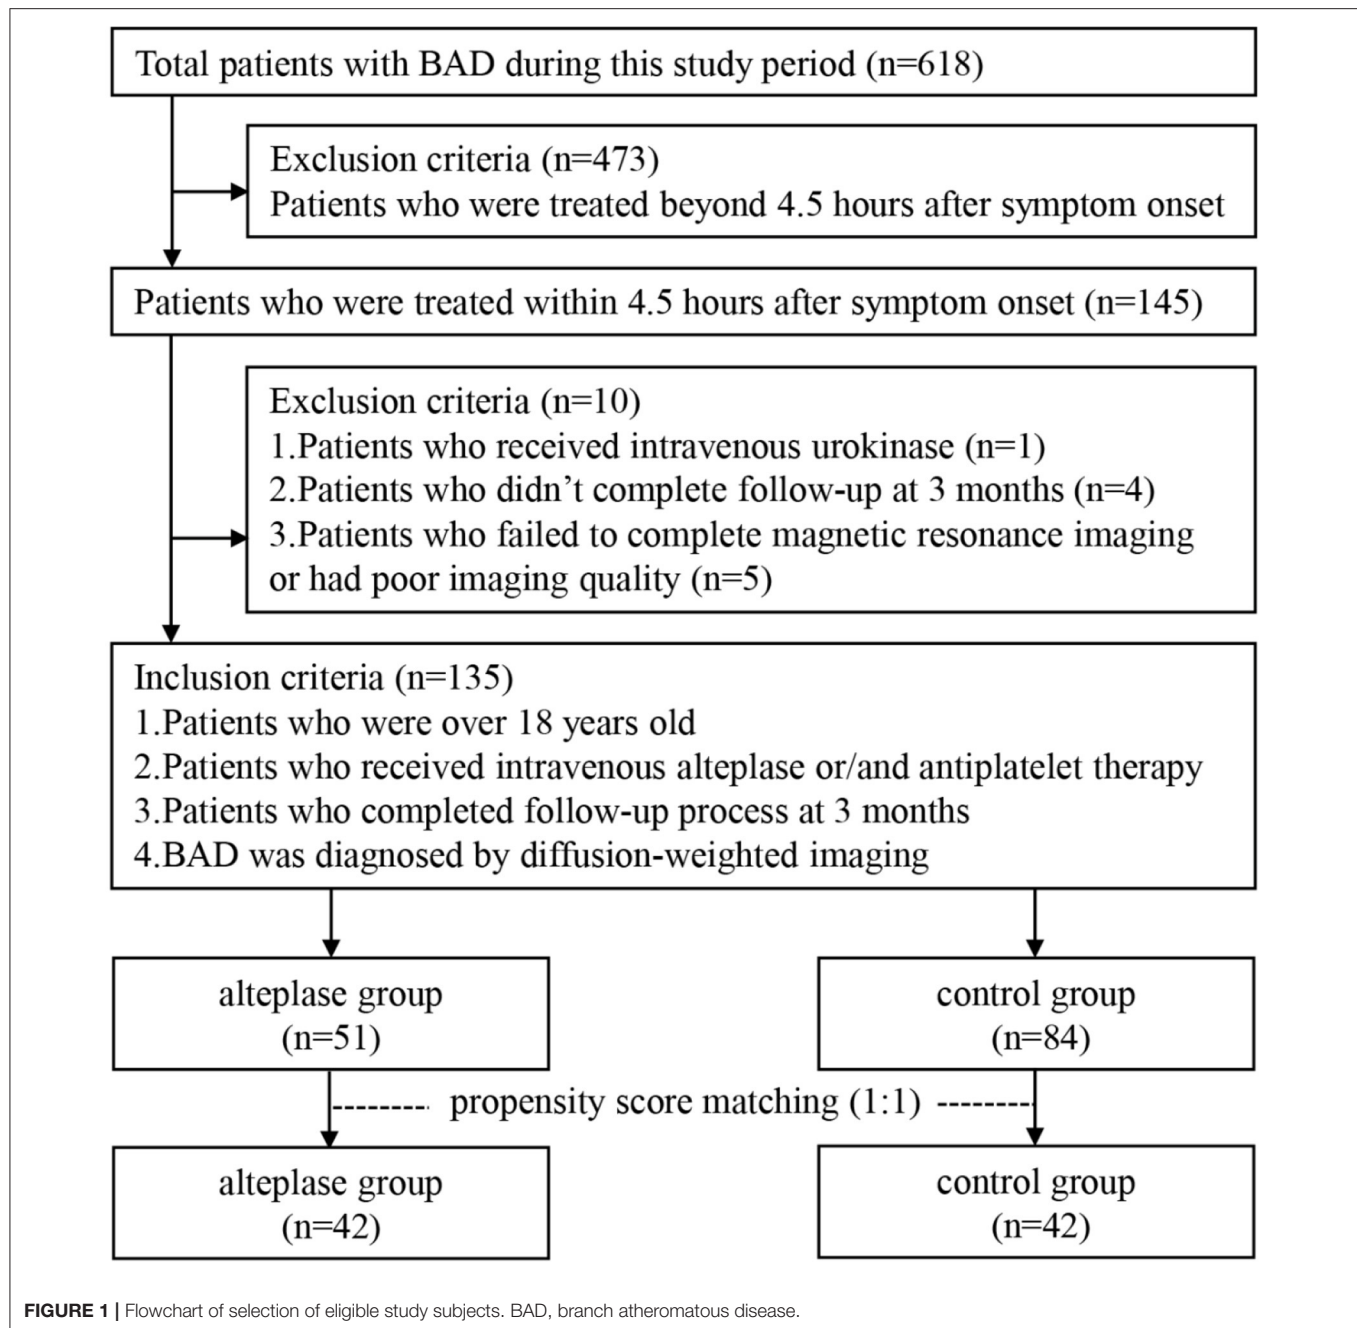 Total patients with BAD during this study period (n=618)
Exclusion criteria (n=473)
Patients who were treated beyond 4.5 hours after symptom onset
Patients who were treated within 4.5 hours after symptom onset (n=145)
Exclusion criteria (n=10)
1.Patients who received intravenous urokinase (n=1)
2.Patients who didn’t complete follow-up at 3 months (n=4)
3.Patients who failed to complete magnetic resonance imaging
or had poor imaging quality (n=5)
Inclusion criteria (n=135)
1.Patients who were over 18 years old
2.Patients who received intravenous alteplase or/and antiplatelet therapy
3.Patients who completed follow-up process at 3 months
4.BAD was diagnosed by diffusion-weighted imaging
alteplase group
(n=51)
control group
(n=84)
propensity score matching (1:1)
alteplase group
(n=42)
control group
(n=42)
FIGURE 1 | Flowchart of selection of eligible study subjects. BAD, branch atheromatous disease.